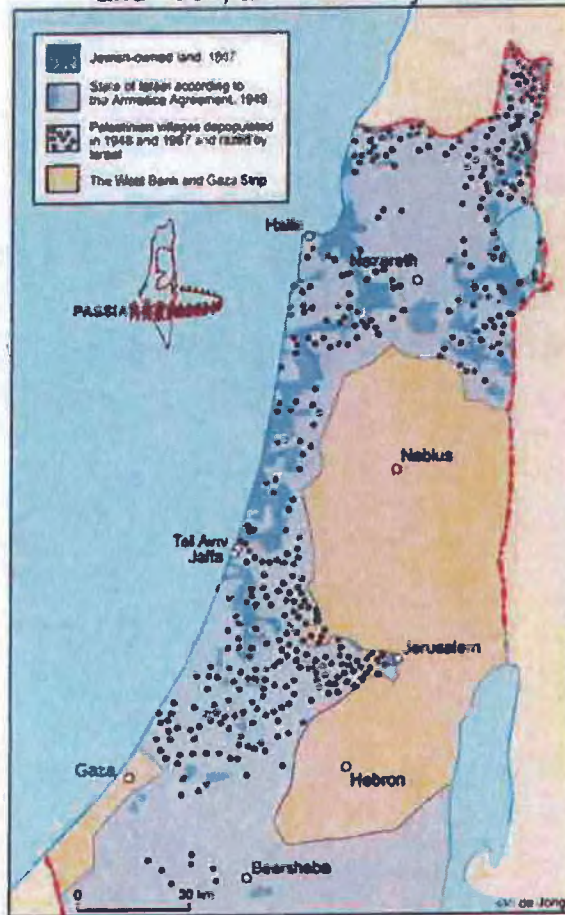 Jewish-owned land, 1947
State of Israel according to
the Armistice Agreement, 1949
Palestinian villages depopulated
in 1948 and 1967 and razed by
Israel
The West Bank and Gaza Strip
Haifa
Nazareth
PASSIA
Nablus
Tel Aviv
Jaffa
Jerusalem
Gaza
Hebron
Beersheba
0
de Jong